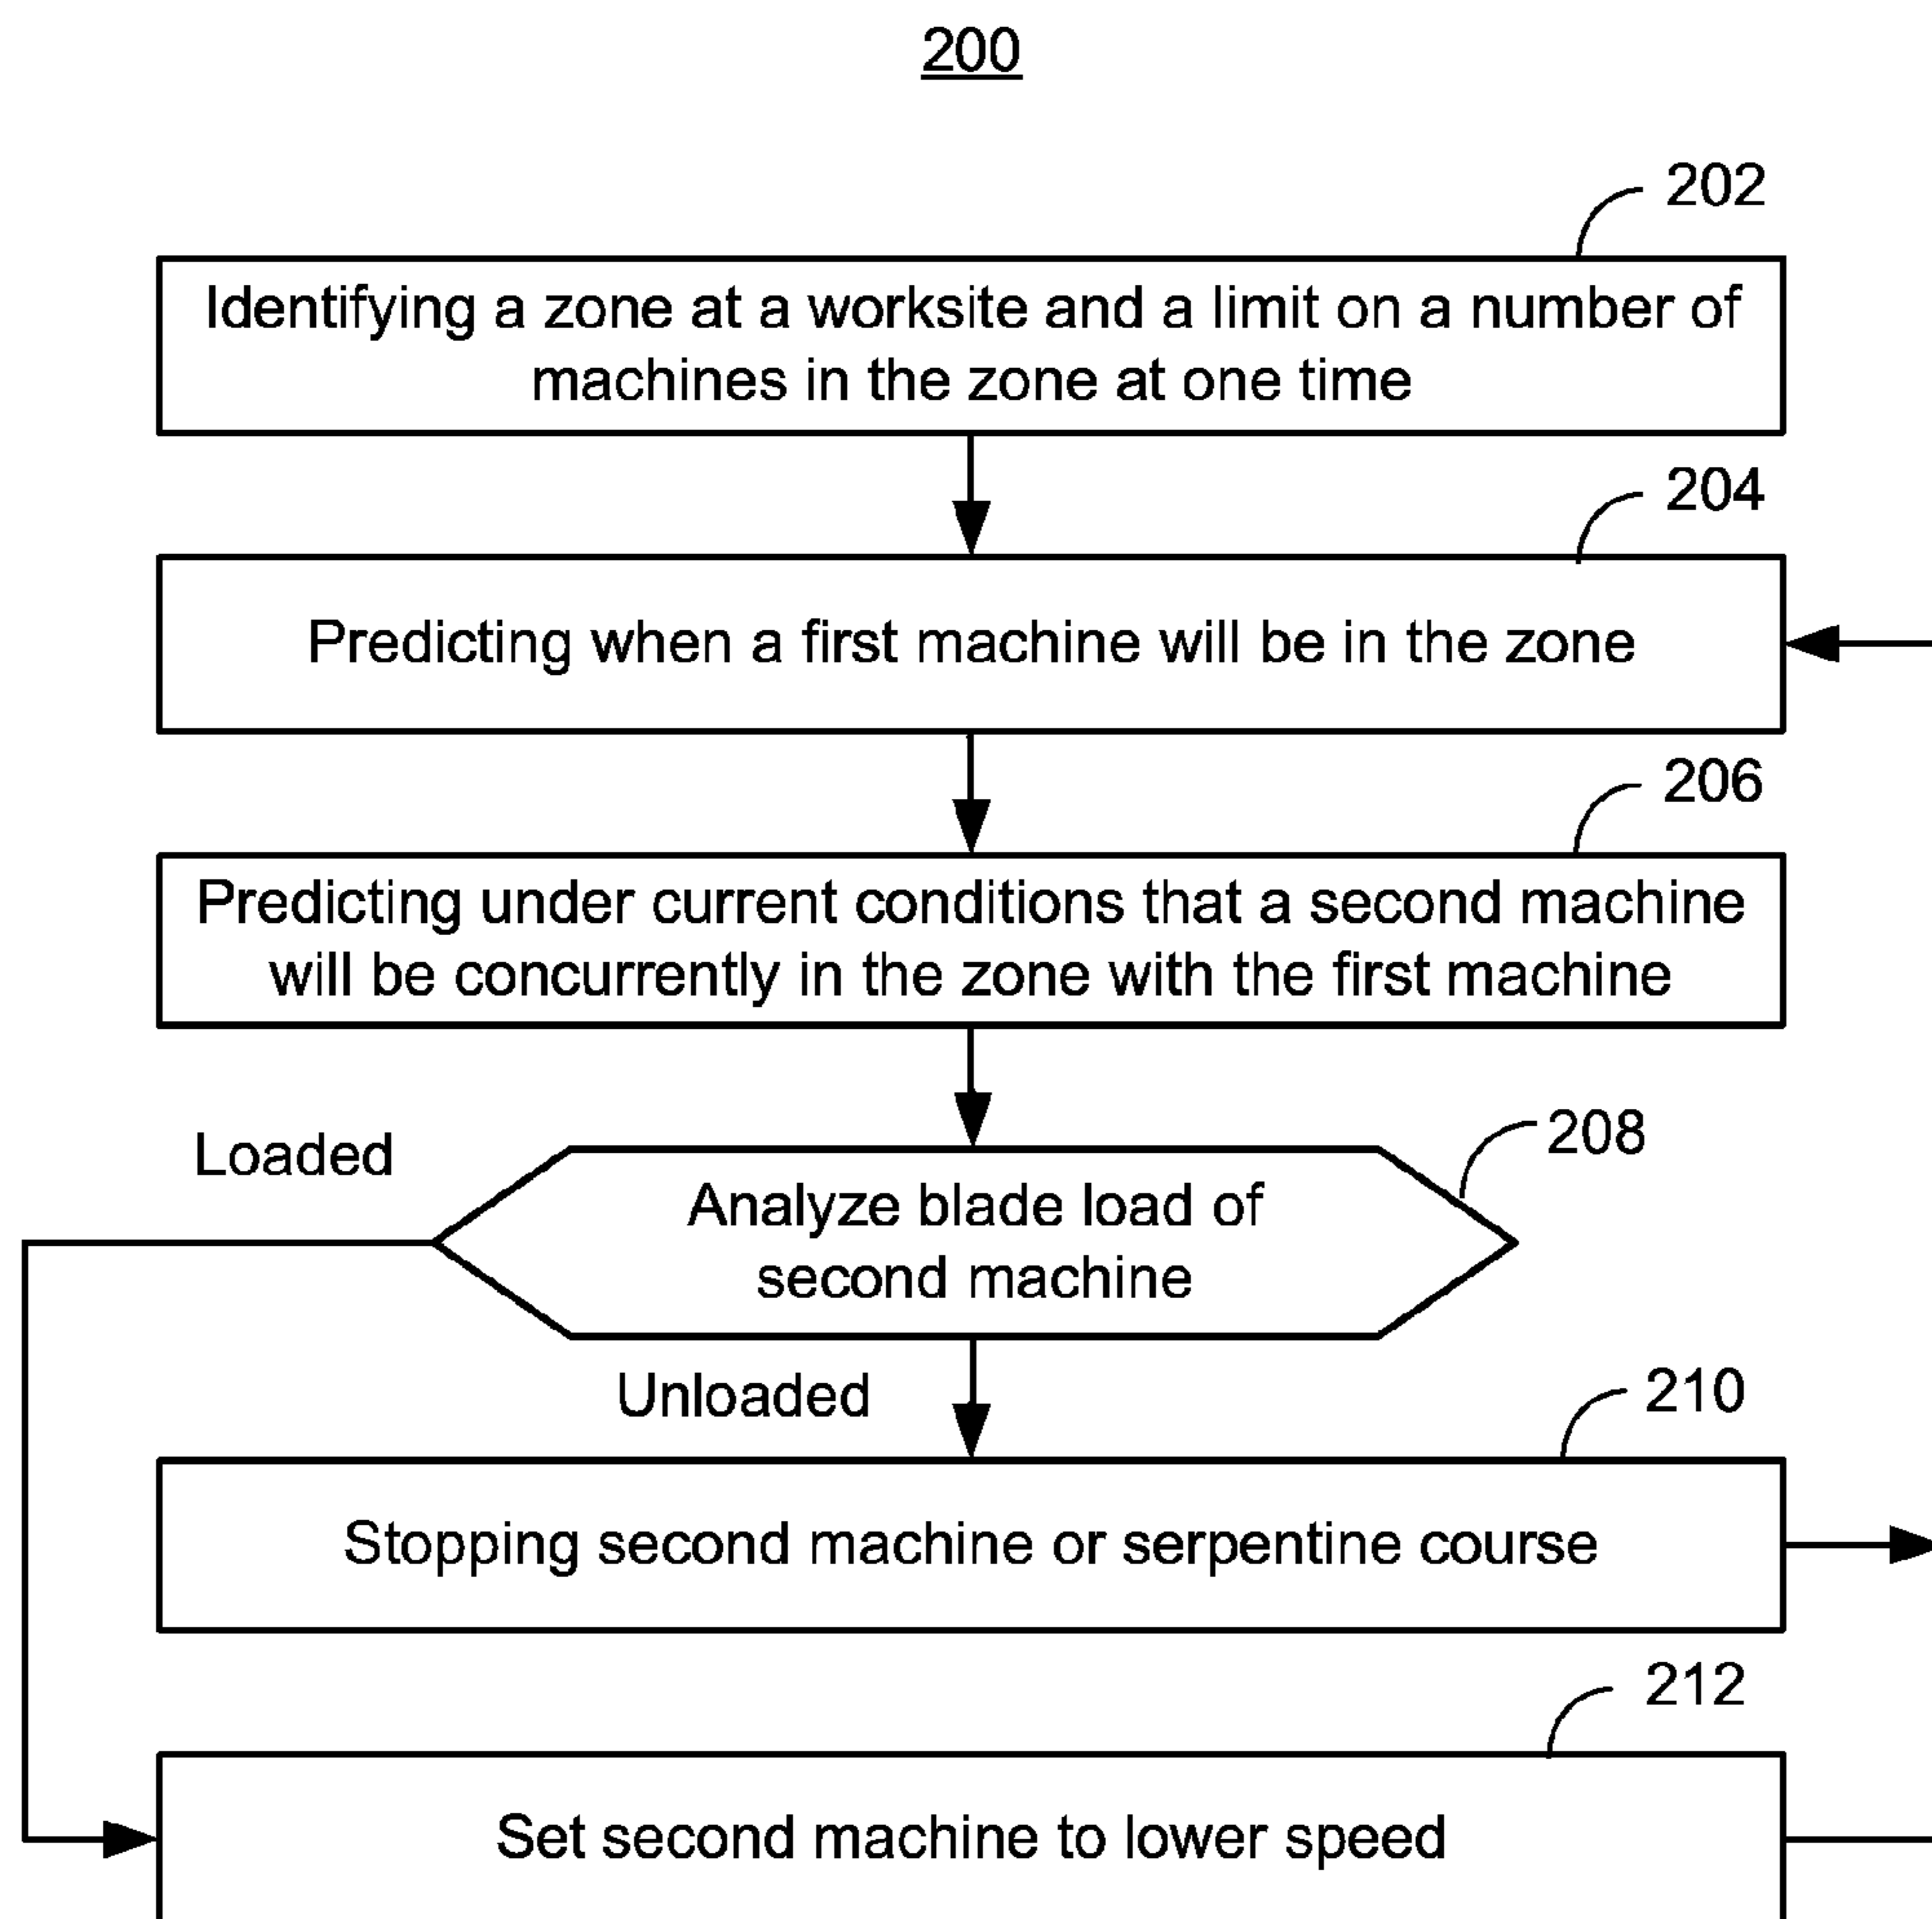 200
202
Identifying a zone at a worksite and a limit on a number of
machines in the zone at one time
204
Predicting when a first machine will be in the zone
206
Predicting under current conditions that a second machine
will be concurrently in the zone with the first machine
208
Loaded
Analyze blade load of
second machine
Unloaded
210
Stopping second machine or serpentine course
212
Set second machine to lower speed